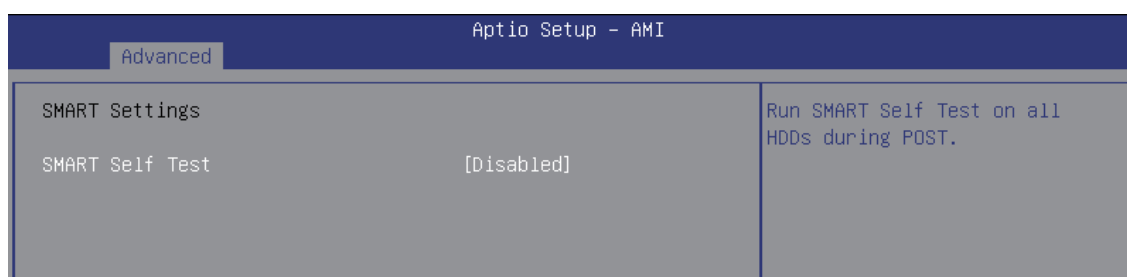 Aptio Setup – AMI
Advanced
SMART Settings
SMART Self Test [Disabled]
Run SMART Self Test on all
HDDs during POST.